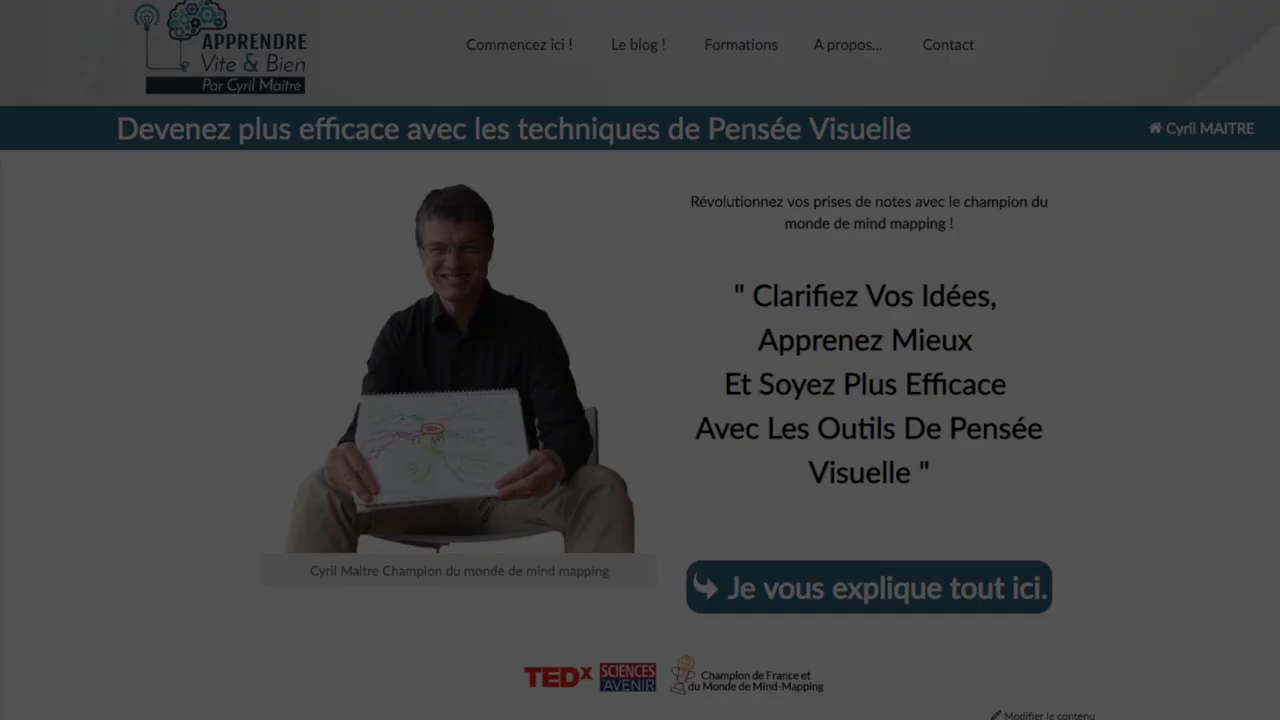 APPRENDRE
Vite & Bien
Par Cyril Maitre
Commencez ici !
Le blog !
Formations
A propos...
Contact
Devenez plus efficace avec les techniques de Pensée Visuelle
Cyril MAITRE
Révolutionnez vos prises de notes avec le champion du
monde de mind mapping !
" Clarifiez Vos Idées,
Apprenez Mieux
Et Soyez Plus Efficace
Avec Les Outils De Pensée
Visuelle "
Cyril Maitre Champion du monde de mind mapping
Je vous explique tout ici.
TEDx
SCIENCES
AVENIR
Champion de France et
du Monde de Mind-Mapping
Modifier le contenu